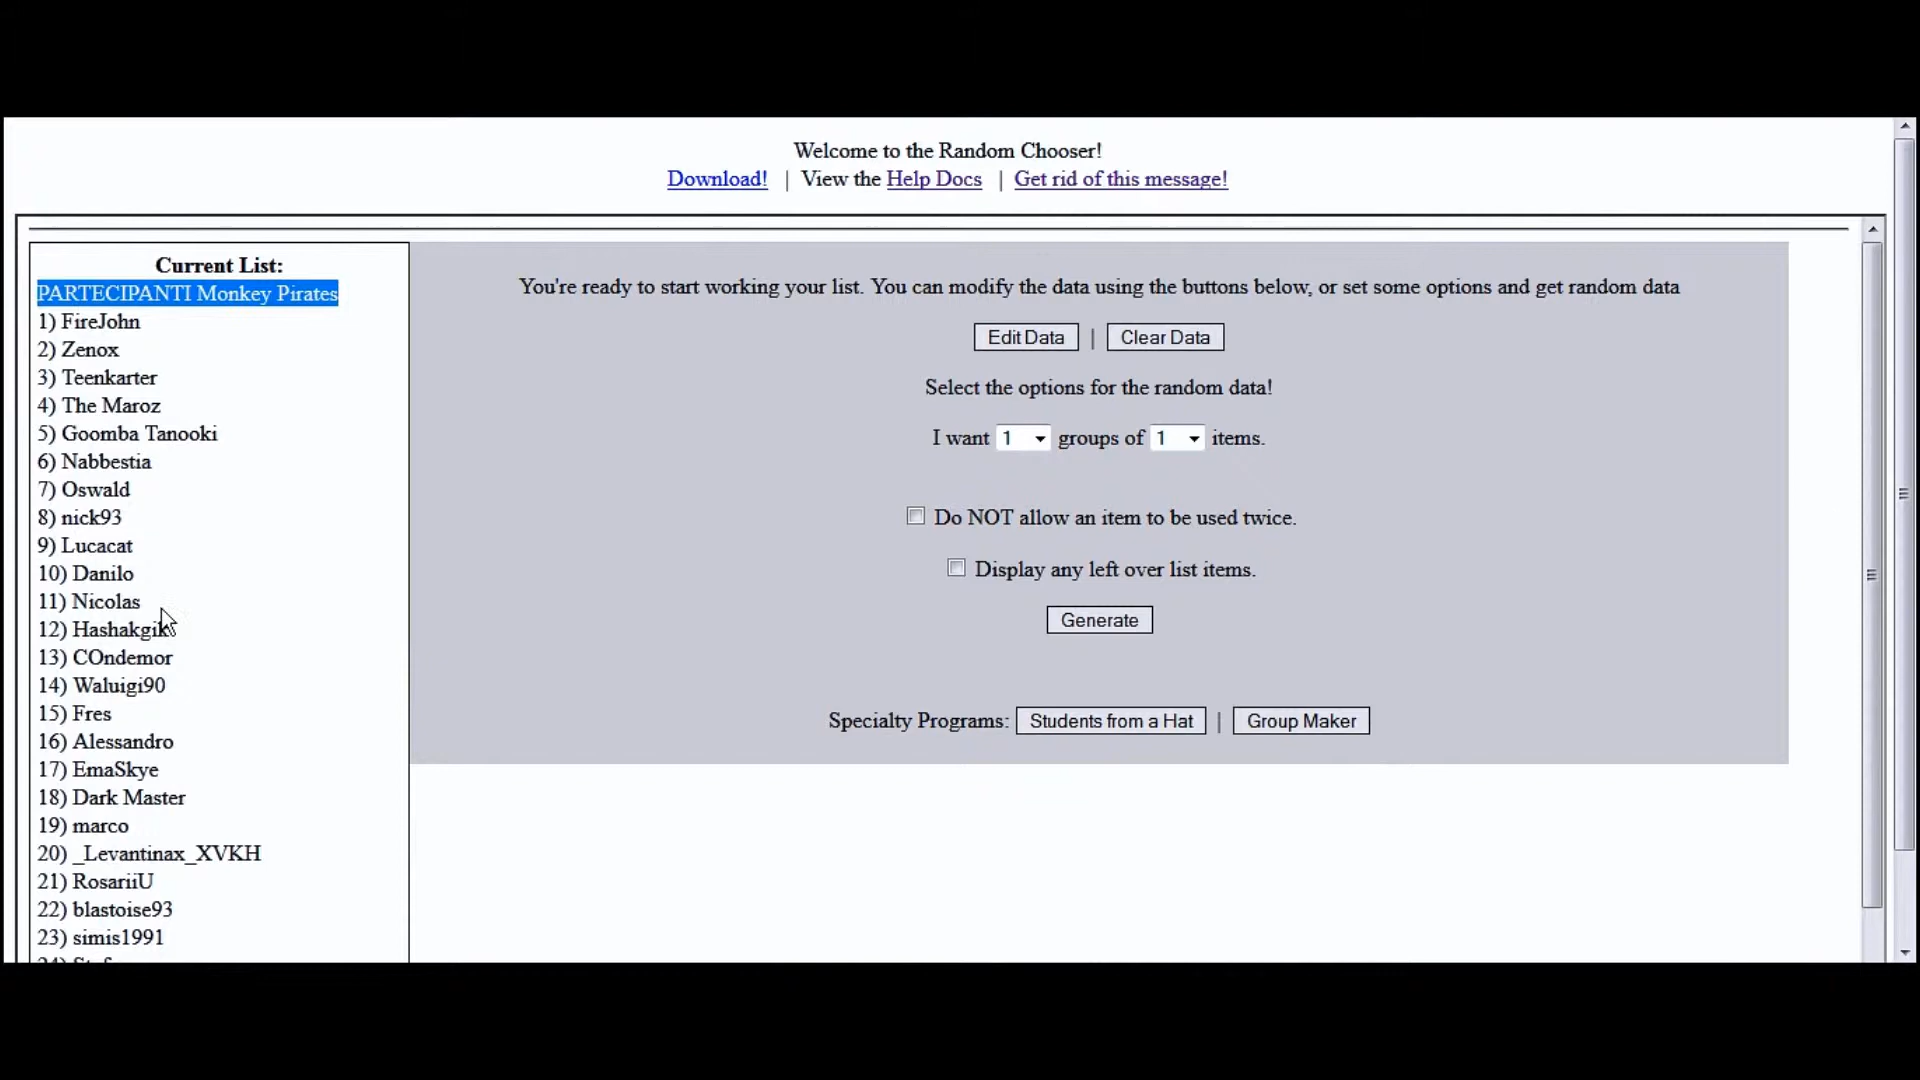 Welcome to the Random Chooser!
Download! | View the Help Docs | Get rid of this message!
Current List:
PARTECIPANTI Monkey Pirates
1) FireJohn
2) Zenox
3) Teenkarter
4) The Maroz
5) Goomba Tanooki
6) Nabbestia
7) Oswald
8) nick93
9) Lucacat
10) Danilo
11) Nicolas
12)
13) COndemor
14) Waluigi90
15) Fres
16) Alessandro
17) EmaSkye
18) Dark Master
19) marco
20) _Levantinax_XVKH
21) RosariiU
22) blastoise93
23) simis1991
You're ready to start working your list. You can modify the data using the buttons below, or set some options and get random data
Edit Data | Clear Data
Select the options for the random data!
I want 1 groups of 1 items.
Do NOT allow an item to be used twice.
Display any left over list items.
Generate
Specialty Programs: Students from a Hat | Group Maker